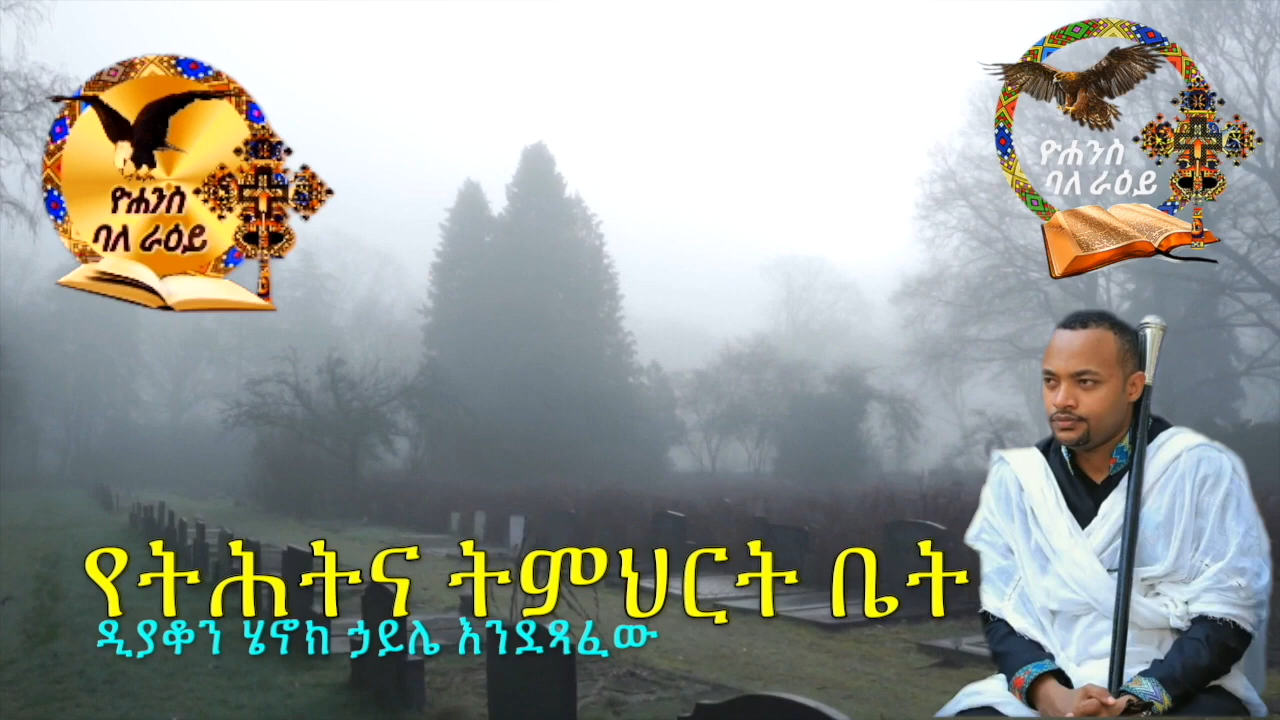 ዮሐንስ
ባለ ራዕይ
ዮሐንስ
ባለ ራዕይ
የትሕትና ትምህርት ቤት
ዲያቆን ሄኖክ ኃይሌ እንደጻፈው